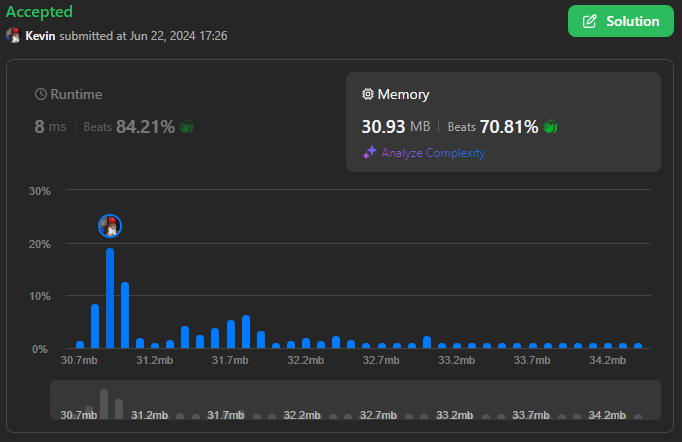 Accepted
Kevin submitted at Jun 22, 2024 17:26
Solution
Runtime
8 ms Beats 84.21%
Memory
30.93 MB Beats 70.81%
Analyze Complexity
30%
20%
10%
0%
30.7mb 31.2mb 31.7mb 32.2mb 32.7mb 33.2mb 33.7mb 34.2mb
30.7mb 31.2mb 31.7mb 32.2mb 32.7mb 33.2mb 33.7mb 34.2mb